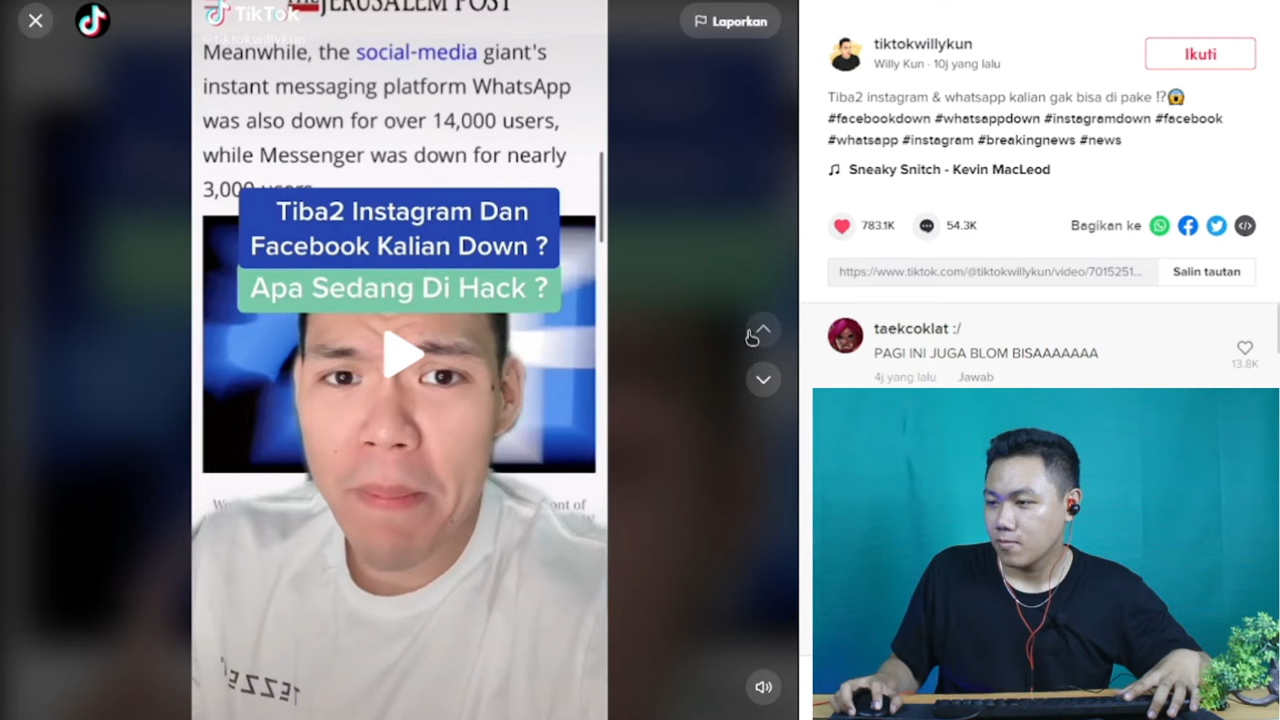 JERUSALEM POST
TikTok
Laporkan
Meanwhile, the social-media giant's
instant messaging platform WhatsApp
was also down for over 14,000 users,
while Messenger was down for nearly
3,000 users.
Tiba2 Instagram Dan
Facebook Kalian Down ?
Apa Sedang Di Hack ?
tiktokwillykun
Willy Kun · 10j yang lalu
Ikuti
Tiba2 instagram & whatsapp kalian gak bisa di pake !?😱
#facebookdown #whatsappdown #instagramdown #facebook
#whatsapp #instagram #breakingnews #news
♫ Sneaky Snitch - Kevin MacLeod
783.1K
54.3K
Bagikan ke
https://www.tiktok.com/@tiktokwillykun/video/7015251...
Salin tautan
taekcoklat :/
PAGI INI JUGA BLOM BISAAAAAAA
13.8K
4j yang lalu
Jawab